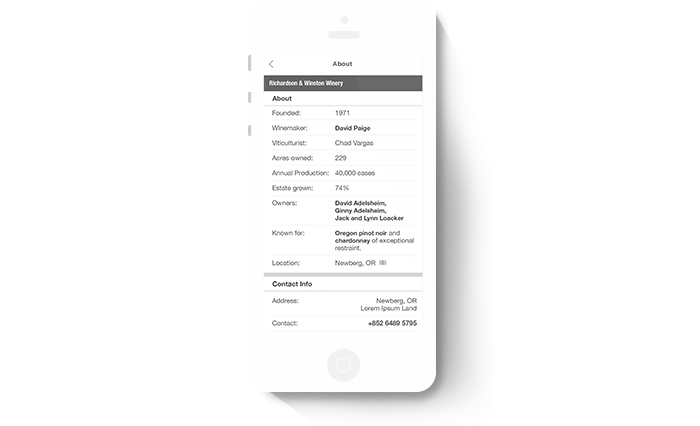 About
Richardson & Winston Winery
About
Founded: 1971
Winemaker: David Paige
Viticulturist: Chad Vargas
Acres owned: 229
Annual Production: 40,000 cases
Estate grown: 74%
Owners: David Adelsheim,
Ginny Adelsheim,
Jack and Lynn Loacker
Known for: Oregon pinot noir and
chardonnay of exceptional
restraint.
Location: Newberg, OR
Contact Info
Address: Newberg, OR
Lorem Ipsum Land
Contact: +852 6489 5795